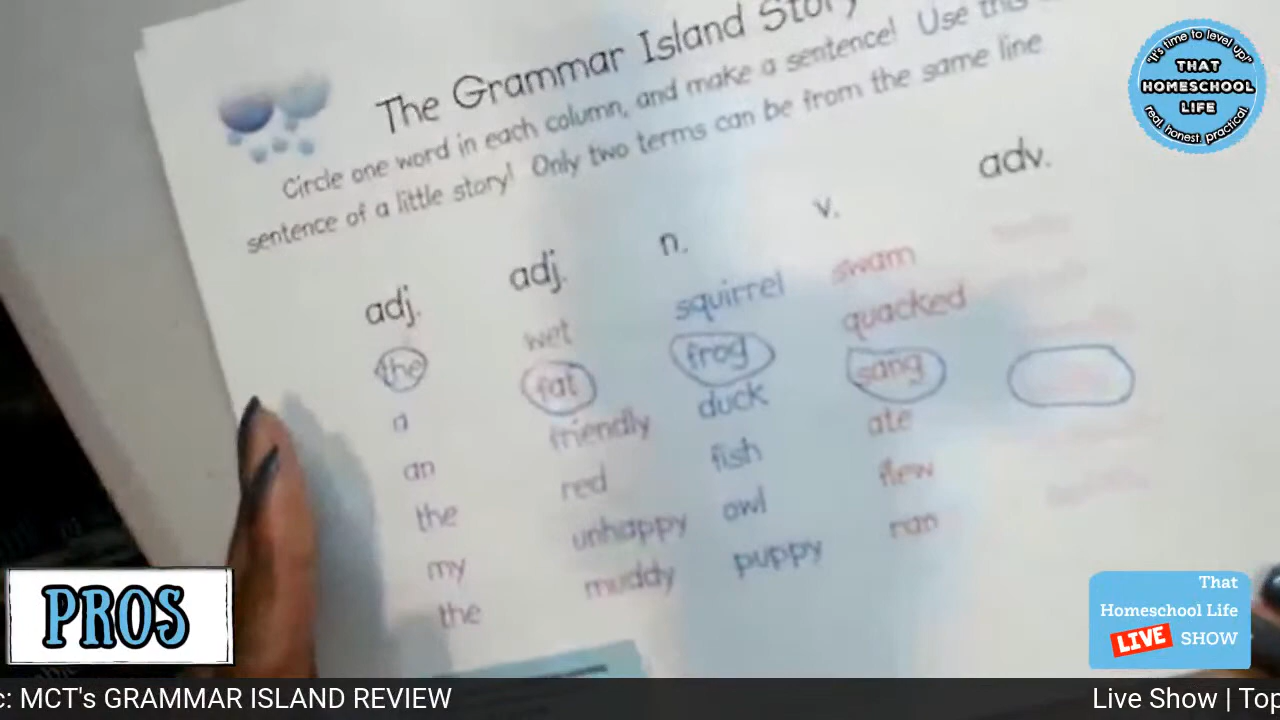 The Grammar Island Story
Circle one word in each column, and make a sentence! Use this
sentence of a little story! Only two terms can be from the same line
adj. adj. n. v. adv.
the wet squirrel swam
a fat frog quacked
an friendly duck sang
the red fish ate
my unhappy owl flew
the muddy puppy ran
"it's time to level up!"
THAT
HOMESCHOOL
LIFE
real. honest. practical.
PROS
That
Homeschool Life
LIVE SHOW
c: MCT's GRAMMAR ISLAND REVIEW
Live Show | Top